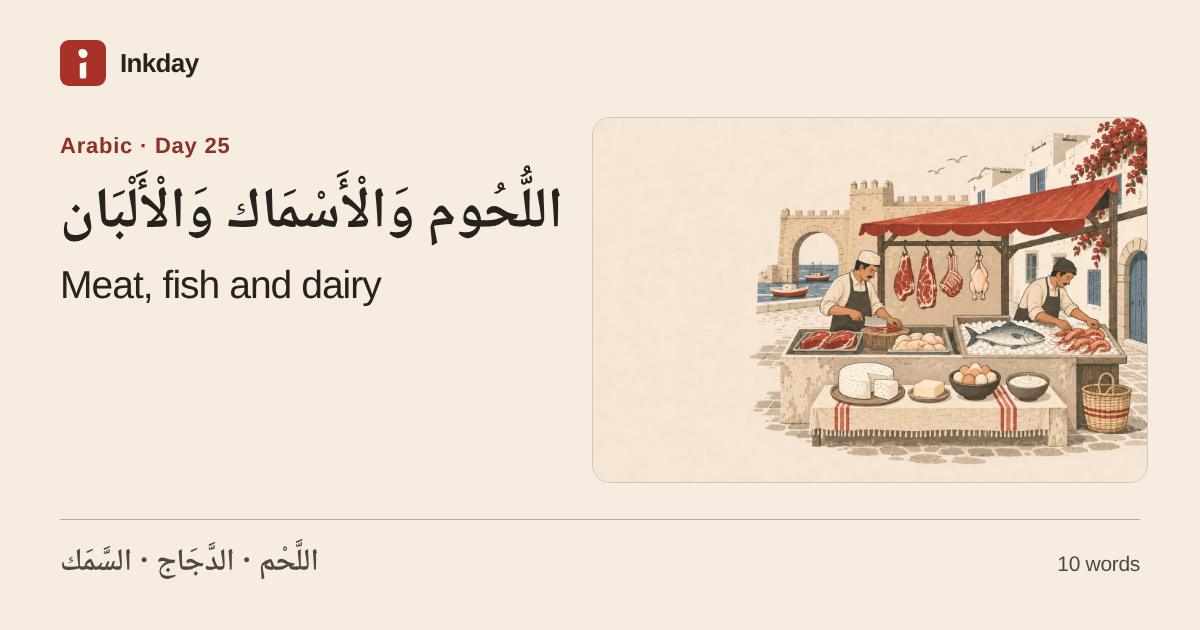 Inkday
Arabic · Day 25
اللُّحُوم وَالْأَسْمَاك وَالْأَلْبَان
Meat, fish and dairy
اللَّحْم · الدَّجَاج · السَّمَك
10 words